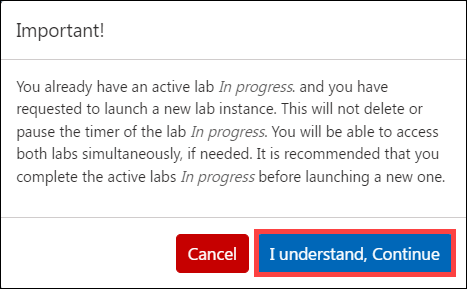 Important!
You already have an active lab In progress. and you have
requested to launch a new lab instance. This will not delete or
pause the timer of the lab In progress. You will be able to access
both labs simultaneously, if needed. It is recommended that you
complete the active labs In progress before launching a new one.
Cancel
I understand, Continue